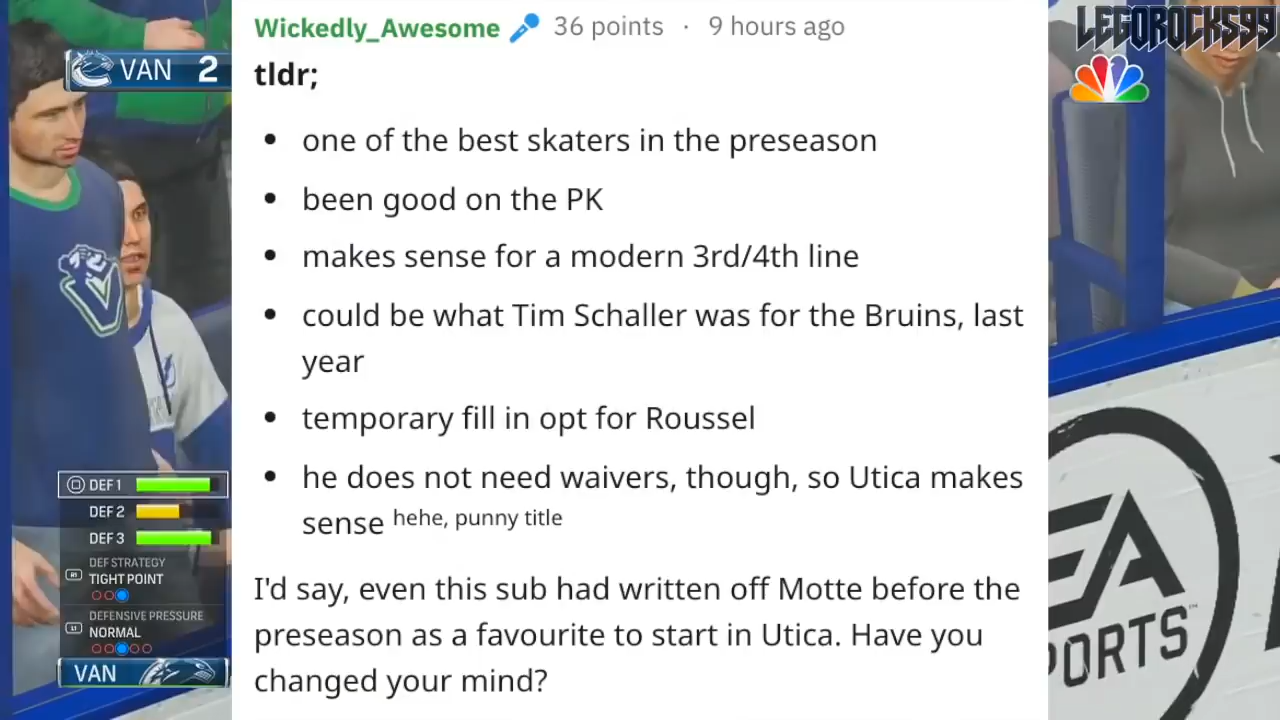 Wickedly_Awesome 36 points · 9 hours ago
LEGOROCKS99
VAN 2
tldr;
• one of the best skaters in the preseason
• been good on the PK
• makes sense for a modern 3rd/4th line
• could be what Tim Schaller was for the Bruins, last
year
• temporary fill in opt for Roussel
• he does not need waivers, though, so Utica makes
sense hehe, punny title
I'd say, even this sub had written off Motte before the
preseason as a favourite to start in Utica. Have you
changed your mind?
DEF 1
DEF 2
DEF 3
DEF STRATEGY
R1 TIGHT POINT
DEFENSIVE PRESSURE
L1 NORMAL
VAN
EA
PORTS™